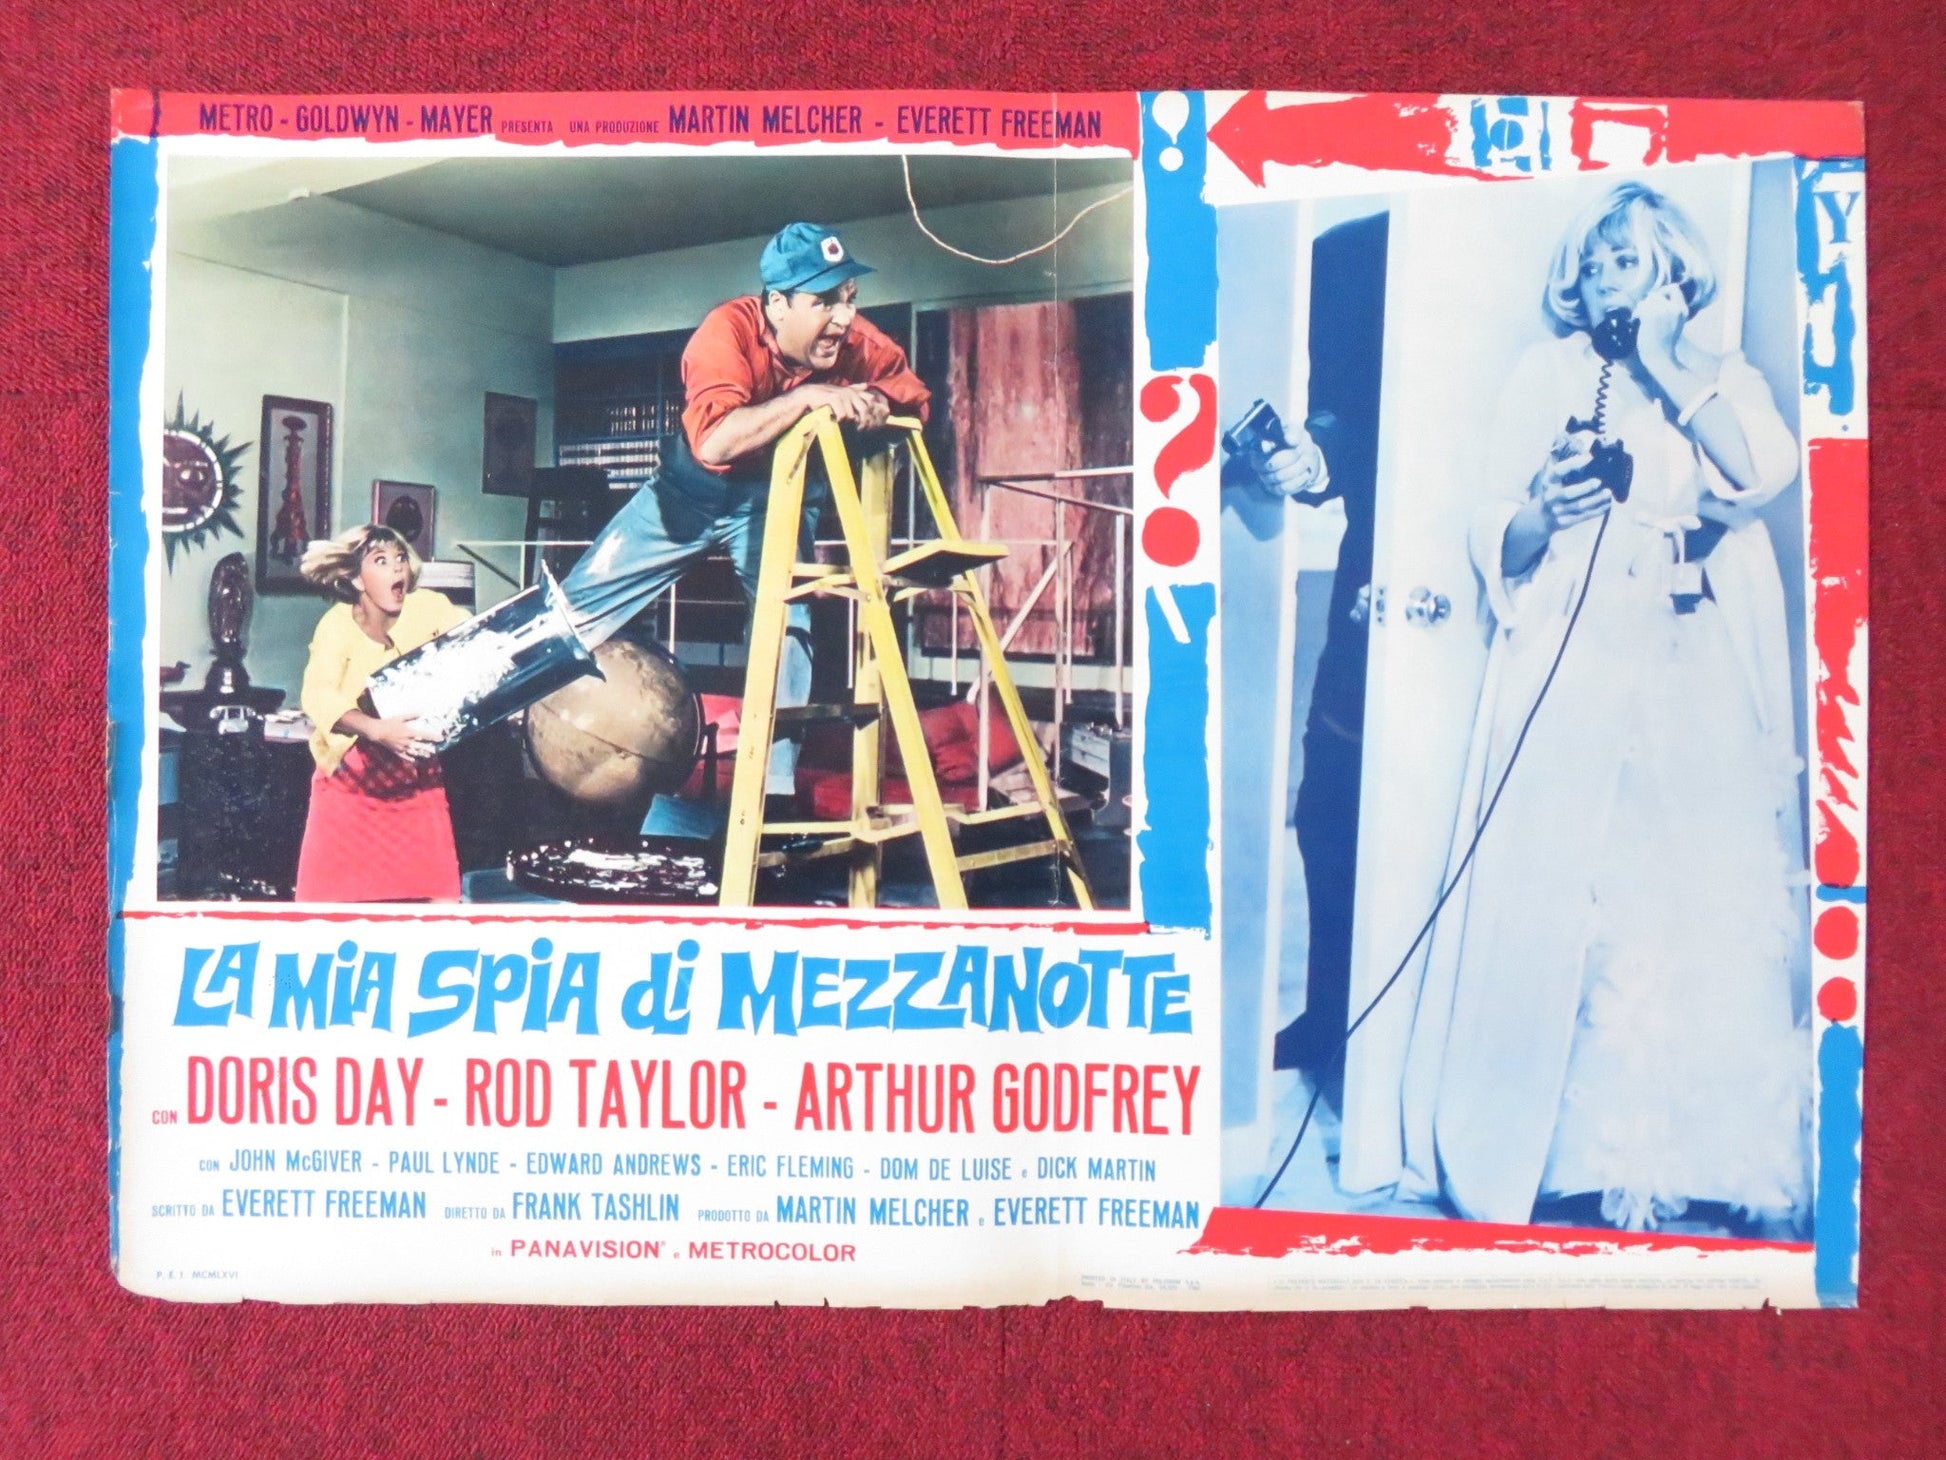 METRO - GOLDWYN - MAYER PRESENTA UNA PRODUZIONE MARTIN MELCHER - EVERETT FREEMAN
LA MIA SPIA di MEZZANOTTE
CON DORIS DAY - ROD TAYLOR - ARTHUR GODFREY
CON JOHN McGIVER - PAUL LYNDE - EDWARD ANDREWS - ERIC FLEMING - DOM DE LUISE e DICK MARTIN
SCRITTO DA EVERETT FREEMAN DIRETTO DA FRANK TASHLIN PRODOTTO DA MARTIN MELCHER e EVERETT FREEMAN
in PANAVISION® e METROCOLOR
P. E. I. MCMLXVI